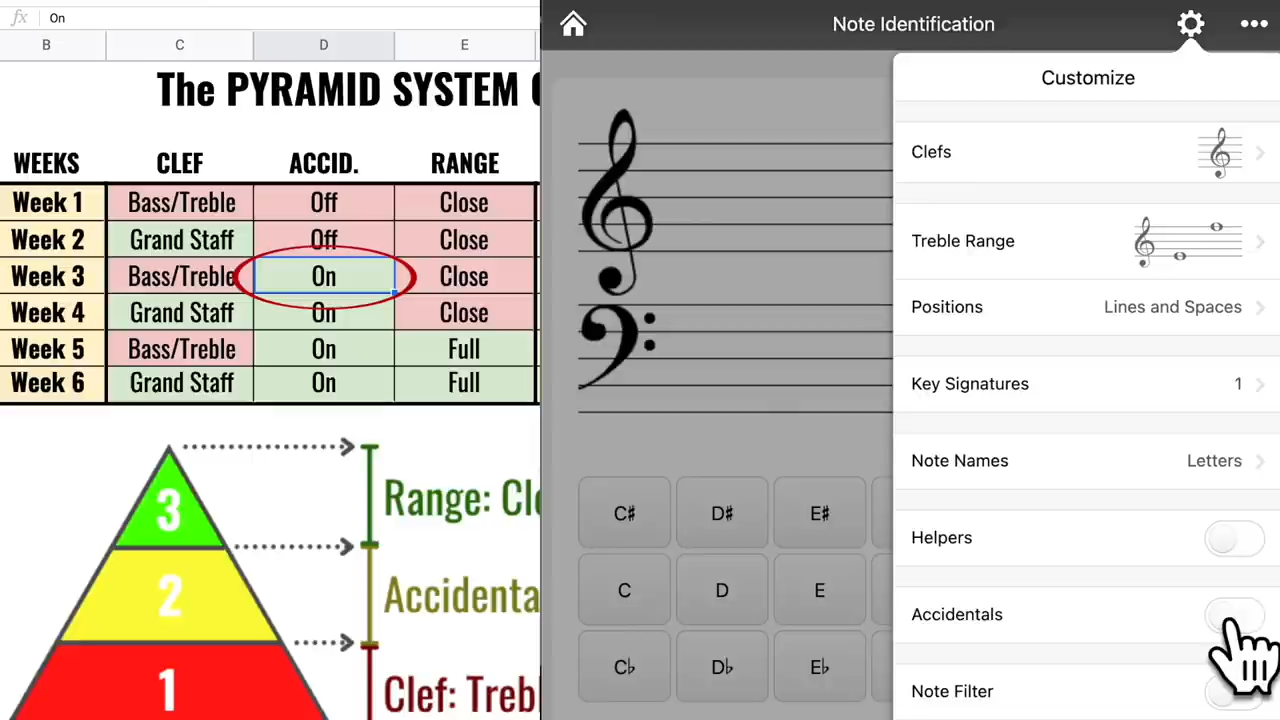 fx On
B C D E
The PYRAMID SYSTEM
WEEKS CLEF ACCID. RANGE
Week 1 Bass/Treble Off Close
Week 2 Grand Staff Off Close
Week 3 Bass/Treble On Close
Week 4 Grand Staff On Close
Week 5 Bass/Treble On Full
Week 6 Grand Staff On Full
3
2
1
Range: Clo
Accidenta
Clef: Treb
Note Identification
C♯ D♯ E♯
C D E
C♭ D♭ E♭
Customize
Clefs
Treble Range
Positions Lines and Spaces
Key Signatures 1
Note Names Letters
Helpers
Accidentals
Note Filter